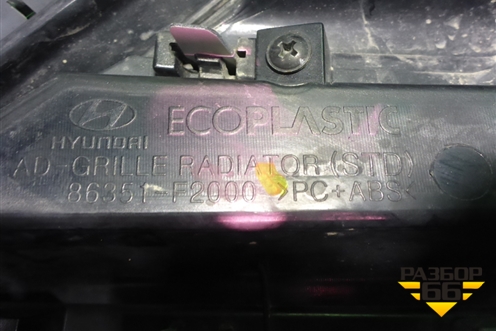 ECOPLASTIC
HYUNDAI
AD-GRILLE RADIATOR (STD)
86351-F2000 >PC+ABS<
РАЗБОР
66